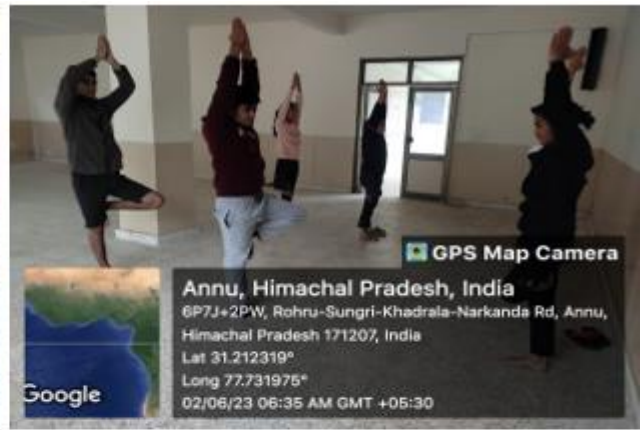 GPS Map Camera
Annu, Himachal Pradesh, India
6P7J+2PW, Rohru-Sungri-Khadrala-Narkanda Rd, Annu,
Himachal Pradesh 171207, India
Lat 31.212319°
Long 77.731975°
02/06/23 06:35 AM GMT +05:30
Google